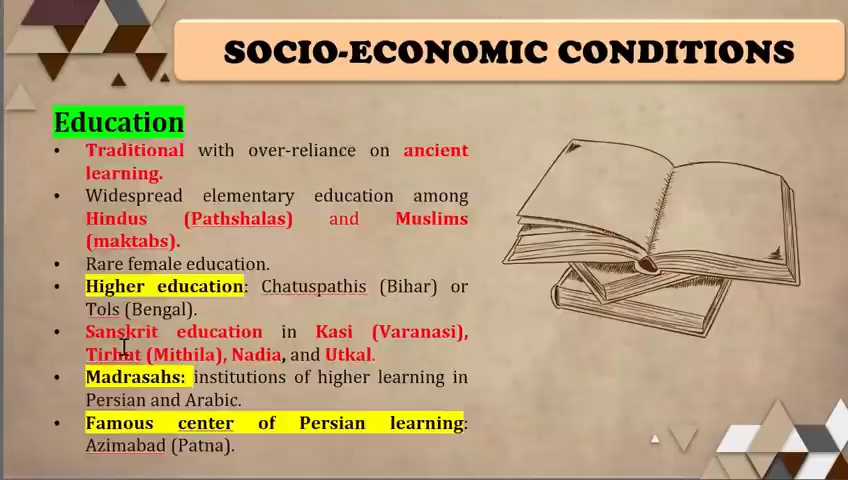 SOCIO-ECONOMIC CONDITIONS
Education
• Traditional with over-reliance on ancient
learning.
• Widespread elementary education among
Hindus (Pathshalas) and Muslims
(maktabs).
• Rare female education.
• Higher education: Chatuspathis (Bihar) or
Tols (Bengal).
• Sanskrit education in Kasi (Varanasi),
Tirhut (Mithila), Nadia, and Utkal.
• Madrasahs: institutions of higher learning in
Persian and Arabic.
• Famous center of Persian learning:
Azimabad (Patna).